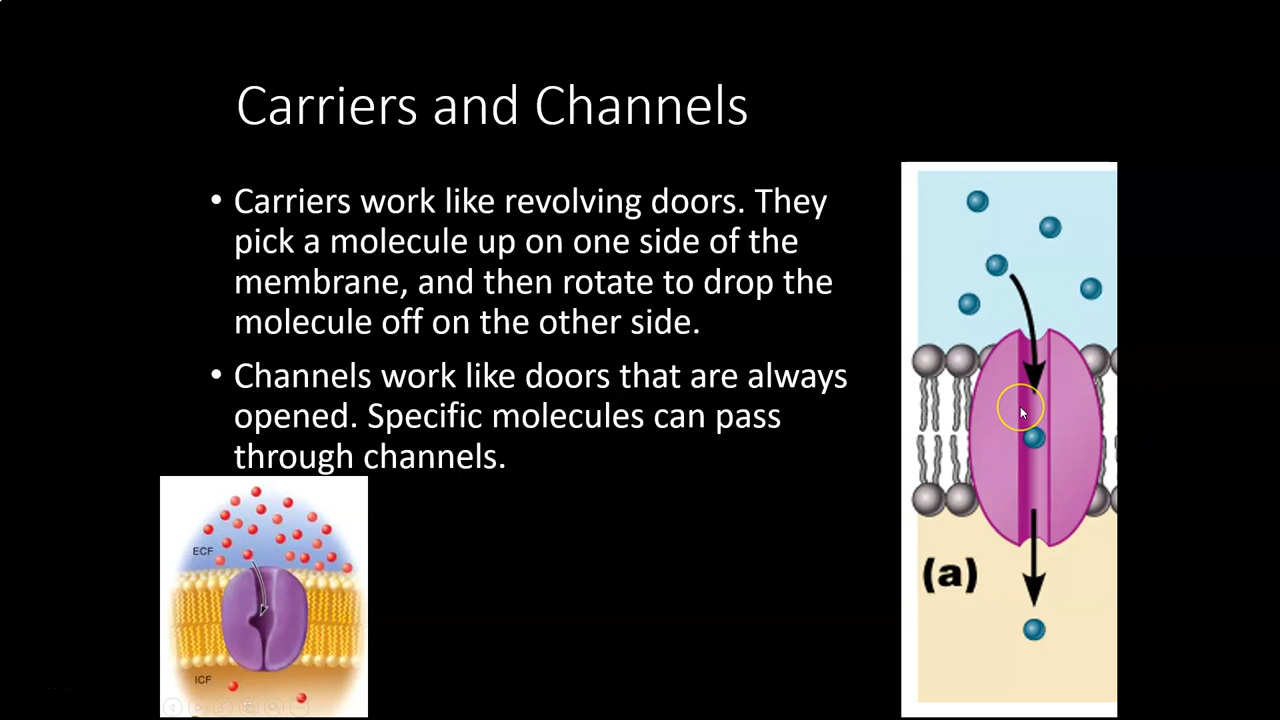 Carriers and Channels
• Carriers work like revolving doors. They
pick a molecule up on one side of the
membrane, and then rotate to drop the
molecule off on the other side.
• Channels work like doors that are always
opened. Specific molecules can pass
through channels.
ECF
ICF
(a)